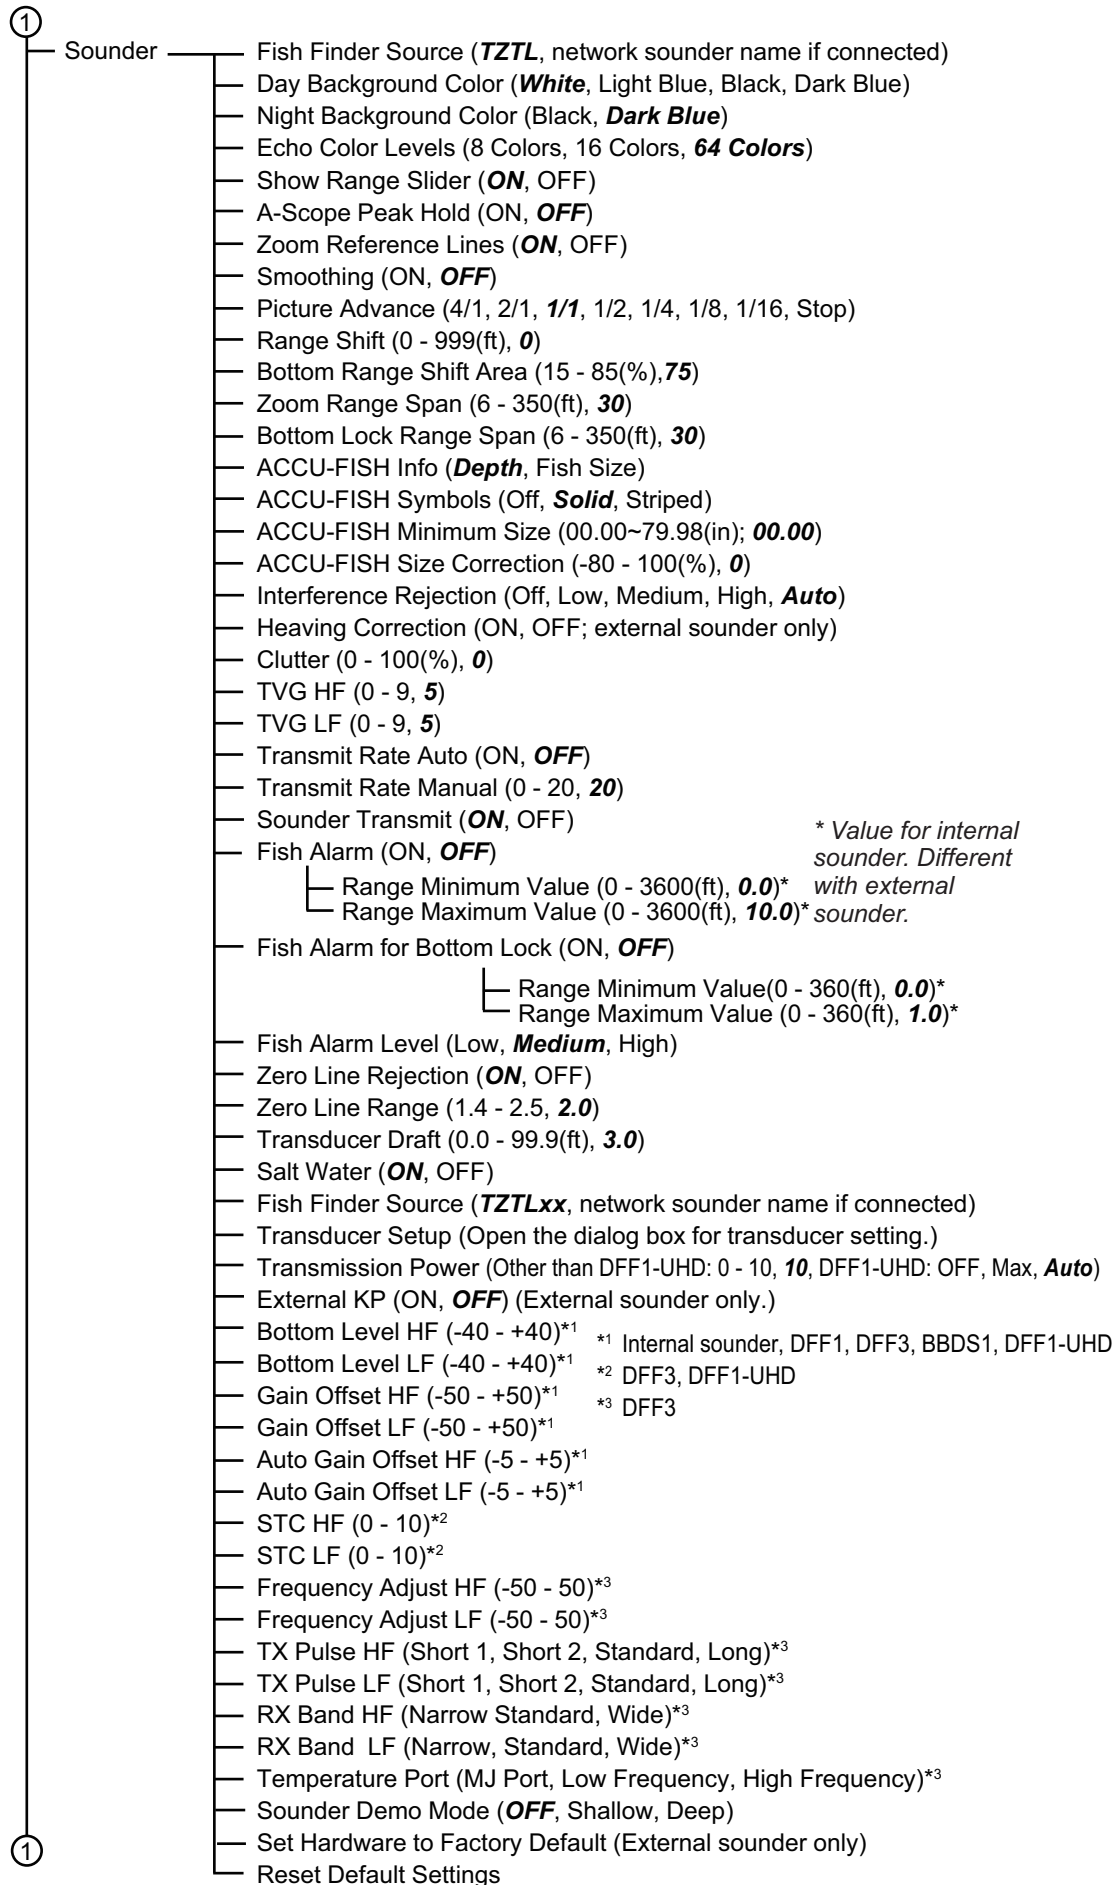 1
Sounder
Fish Finder Source (TZTL, network sounder name if connected)
Day Background Color (White, Light Blue, Black, Dark Blue)
Night Background Color (Black, Dark Blue)
Echo Color Levels (8 Colors, 16 Colors, 64 Colors)
Show Range Slider (ON, OFF)
A-Scope Peak Hold (ON, OFF)
Zoom Reference Lines (ON, OFF)
Smoothing (ON, OFF)
Picture Advance (4/1, 2/1, 1/1, 1/2, 1/4, 1/8, 1/16, Stop)
Range Shift (0 - 999(ft), 0)
Bottom Range Shift Area (15 - 85(%),75)
Zoom Range Span (6 - 350(ft), 30)
Bottom Lock Range Span (6 - 350(ft), 30)
ACCU-FISH Info (Depth, Fish Size)
ACCU-FISH Symbols (Off, Solid, Striped)
ACCU-FISH Minimum Size (00.00~79.98(in); 00.00)
ACCU-FISH Size Correction (-80 - 100(%), 0)
Interference Rejection (Off, Low, Medium, High, Auto)
Heaving Correction (ON, OFF; external sounder only)
Clutter (0 - 100(%), 0)
TVG HF (0 - 9, 5)
TVG LF (0 - 9, 5)
Transmit Rate Auto (ON, OFF)
Transmit Rate Manual (0 - 20, 20)
Sounder Transmit (ON, OFF)
Fish Alarm (ON, OFF)
Range Minimum Value (0 - 3600(ft), 0.0)*
Range Maximum Value (0 - 3600(ft), 10.0)*
* Value for internal
sounder. Different
with external
sounder.
Fish Alarm for Bottom Lock (ON, OFF)
Range Minimum Value(0 - 360(ft), 0.0)*
Range Maximum Value (0 - 360(ft), 1.0)*
Fish Alarm Level (Low, Medium, High)
Zero Line Rejection (ON, OFF)
Zero Line Range (1.4 - 2.5, 2.0)
Transducer Draft (0.0 - 99.9(ft), 3.0)
Salt Water (ON, OFF)
Fish Finder Source (TZTLxx, network sounder name if connected)
Transducer Setup (Open the dialog box for transducer setting.)
Transmission Power (Other than DFF1-UHD: 0 - 10, 10, DFF1-UHD: OFF, Max, Auto)
External KP (ON, OFF) (External sounder only.)
Bottom Level HF (-40 - +40)*1
Bottom Level LF (-40 - +40)*1
Gain Offset HF (-50 - +50)*1
Gain Offset LF (-50 - +50)*1
*1 Internal sounder, DFF1, DFF3, BBDS1, DFF1-UHD
*2 DFF3, DFF1-UHD
*3 DFF3
Auto Gain Offset HF (-5 - +5)*1
Auto Gain Offset LF (-5 - +5)*1
STC HF (0 - 10)*2
STC LF (0 - 10)*2
Frequency Adjust HF (-50 - 50)*3
Frequency Adjust LF (-50 - 50)*3
TX Pulse HF (Short 1, Short 2, Standard, Long)*3
TX Pulse LF (Short 1, Short 2, Standard, Long)*3
RX Band HF (Narrow Standard, Wide)*3
RX Band  LF (Narrow, Standard, Wide)*3
Temperature Port (MJ Port, Low Frequency, High Frequency)*3
Sounder Demo Mode (OFF, Shallow, Deep)
Set Hardware to Factory Default (External sounder only)
Reset Default Settings
1